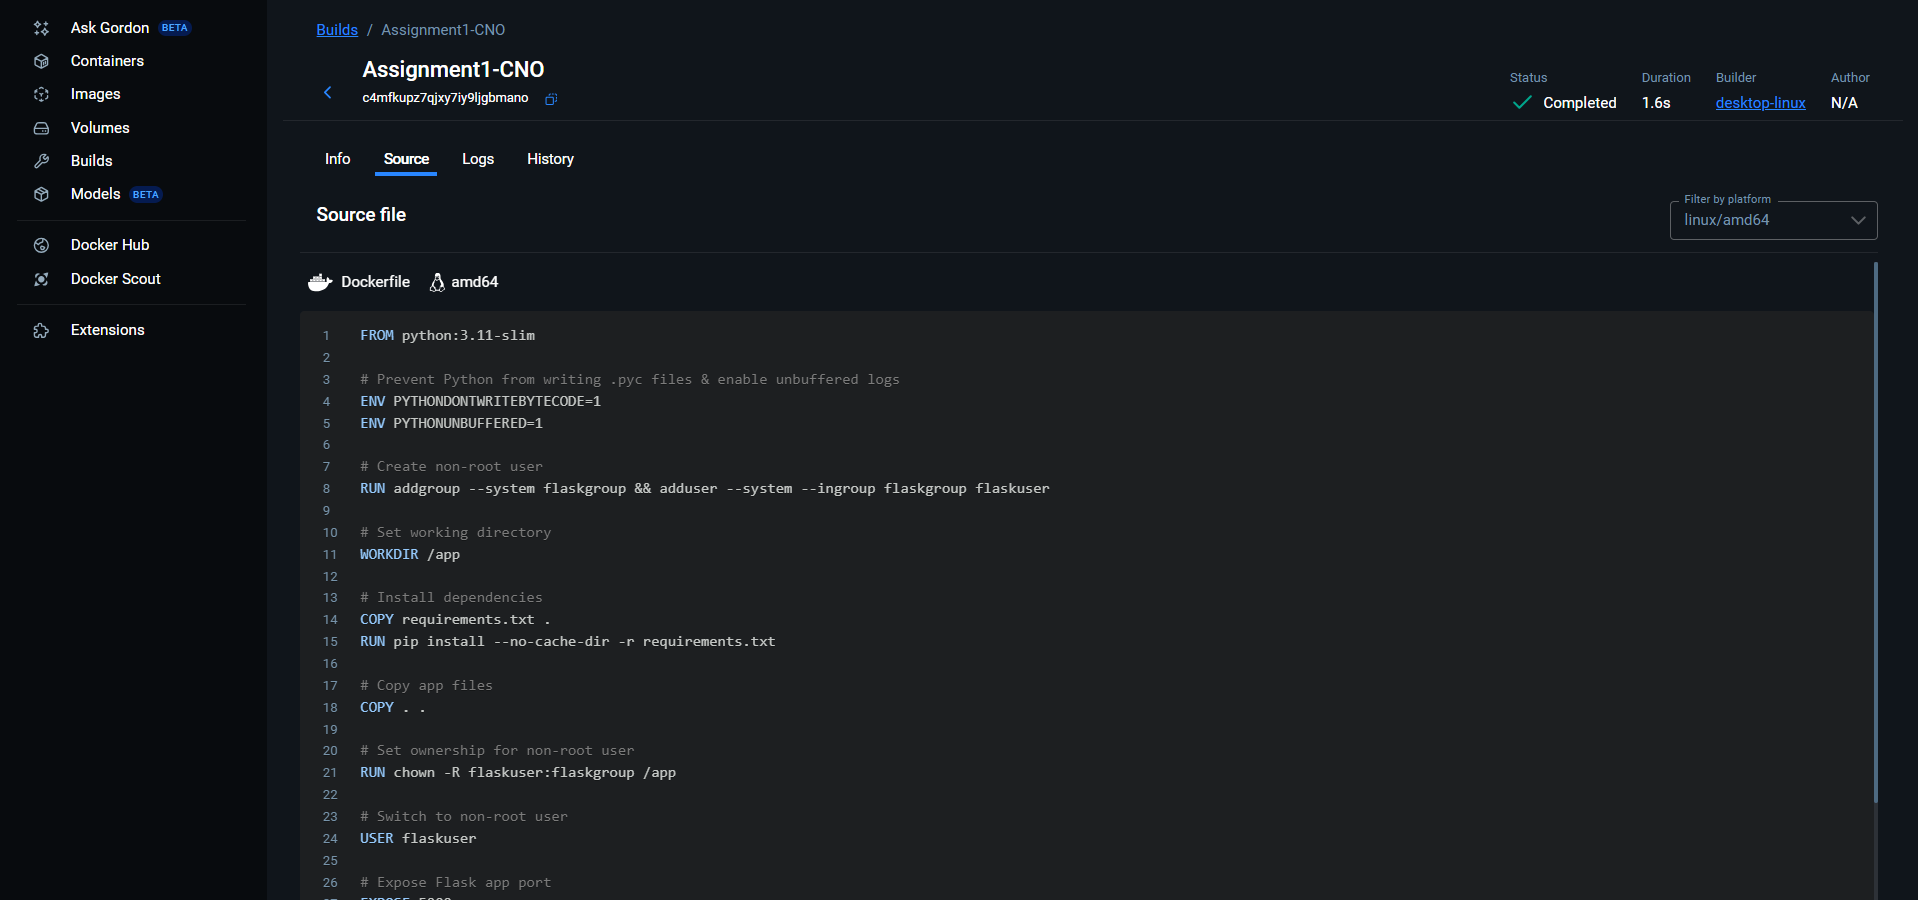 Ask Gordon BETA
Containers
Images
Volumes
Builds
Models BETA
Docker Hub
Docker Scout
Extensions
Builds / Assignment1-CNO
Assignment1-CNO
c4mfkupz7qjxy7iy9ljgbmano
Status
Completed
Duration
1.6s
Builder
desktop-linux
Author
N/A
Info Source Logs History
Source file
Filter by platform
linux/amd64
Dockerfile amd64
1 FROM python:3.11-slim
2
3 # Prevent Python from writing .pyc files & enable unbuffered logs
4 ENV PYTHONDONTWRITEBYTECODE=1
5 ENV PYTHONUNBUFFERED=1
6
7 # Create non-root user
8 RUN addgroup --system flaskgroup && adduser --system --ingroup flaskgroup flaskuser
9
10 # Set working directory
11 WORKDIR /app
12
13 # Install dependencies
14 COPY requirements.txt .
15 RUN pip install --no-cache-dir -r requirements.txt
16
17 # Copy app files
18 COPY . .
19
20 # Set ownership for non-root user
21 RUN chown -R flaskuser:flaskgroup /app
22
23 # Switch to non-root user
24 USER flaskuser
25
26 # Expose Flask app port